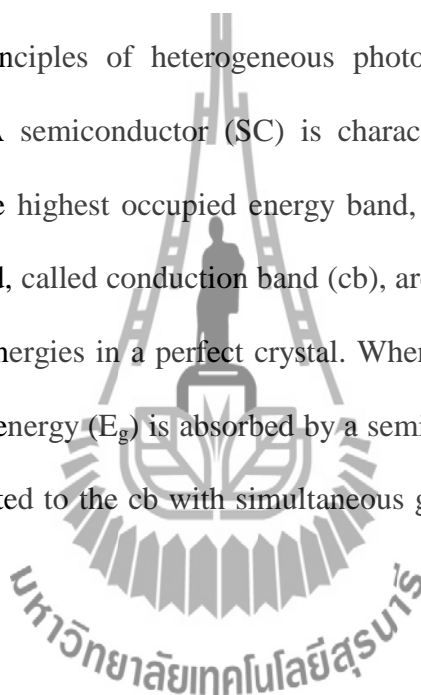 nciples of heterogeneous photo
semiconductor (SC) is charac
e highest occupied energy band,
d, called conduction band (cb), are
nergies in a perfect crystal. When
energy (Eg) is absorbed by a semi
ted to the cb with simultaneous g
มหาวิทยาลัยเทคโนโลยีสุรนารี